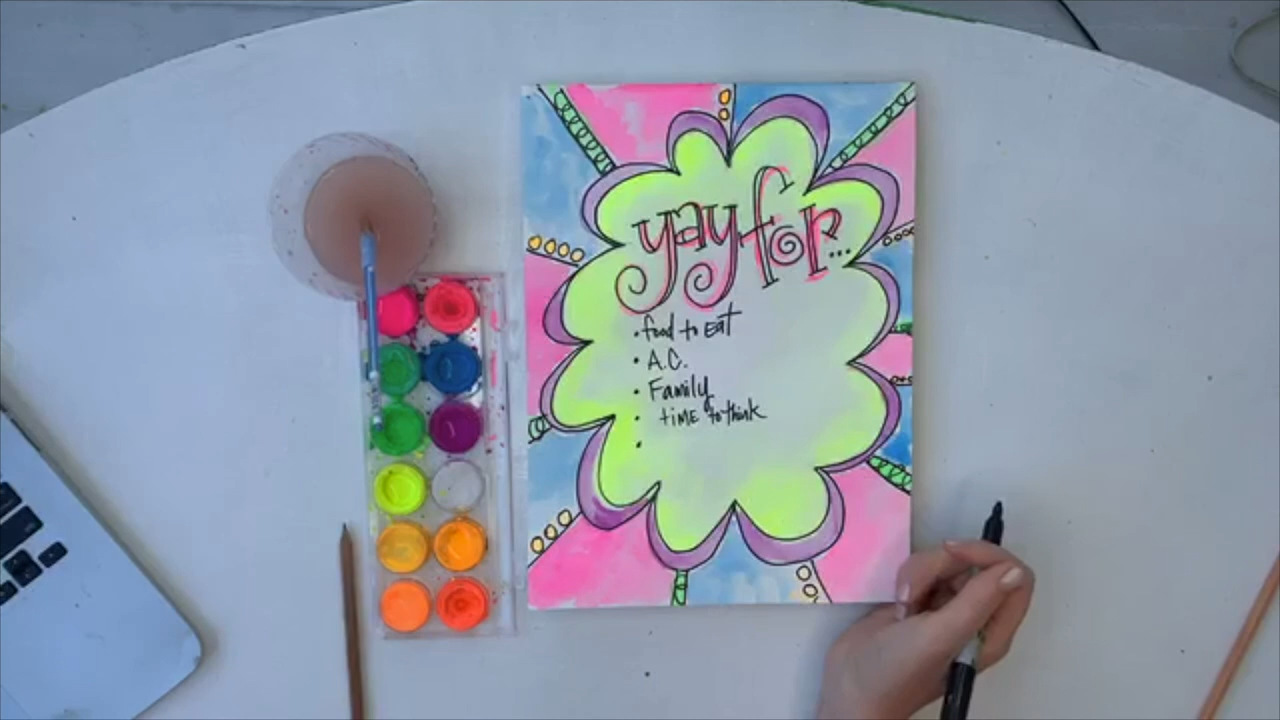 yay for...
• food to EAT
• A.C.
• Family
• TIME to think
•